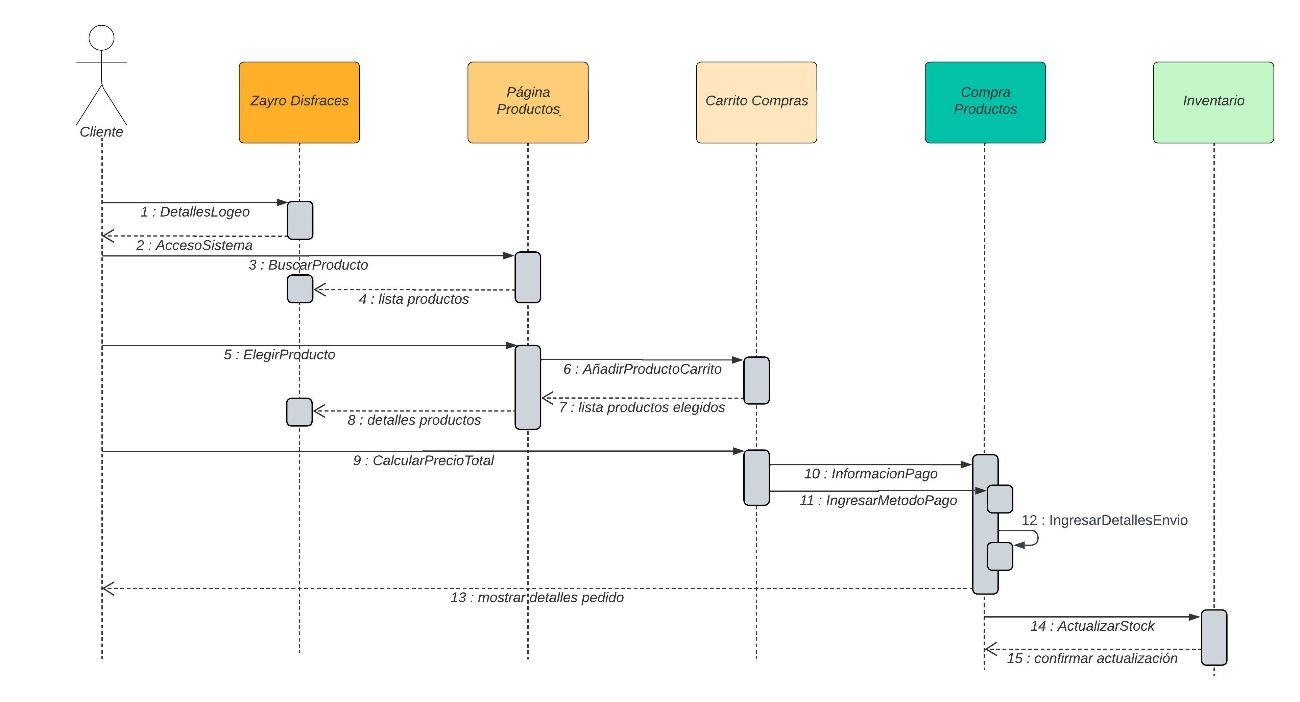 Cliente
Zayro Disfraces
Página
Productos
Carrito Compras
Compra
Productos
Inventario
1 : DetallesLogeo
2 : AccesoSistema
3 : BuscarProducto
4 : lista productos
5 : ElegirProducto
6 : AñadirProductoCarrito
7 : lista productos elegidos
8 : detalles productos
9 : CalcularPrecioTotal
10 : InformacionPago
11 : IngresarMetodoPago
12 : IngresarDetallesEnvio
13 : mostrar detalles pedido
14 : ActualizarStock
15 : confirmar actualización